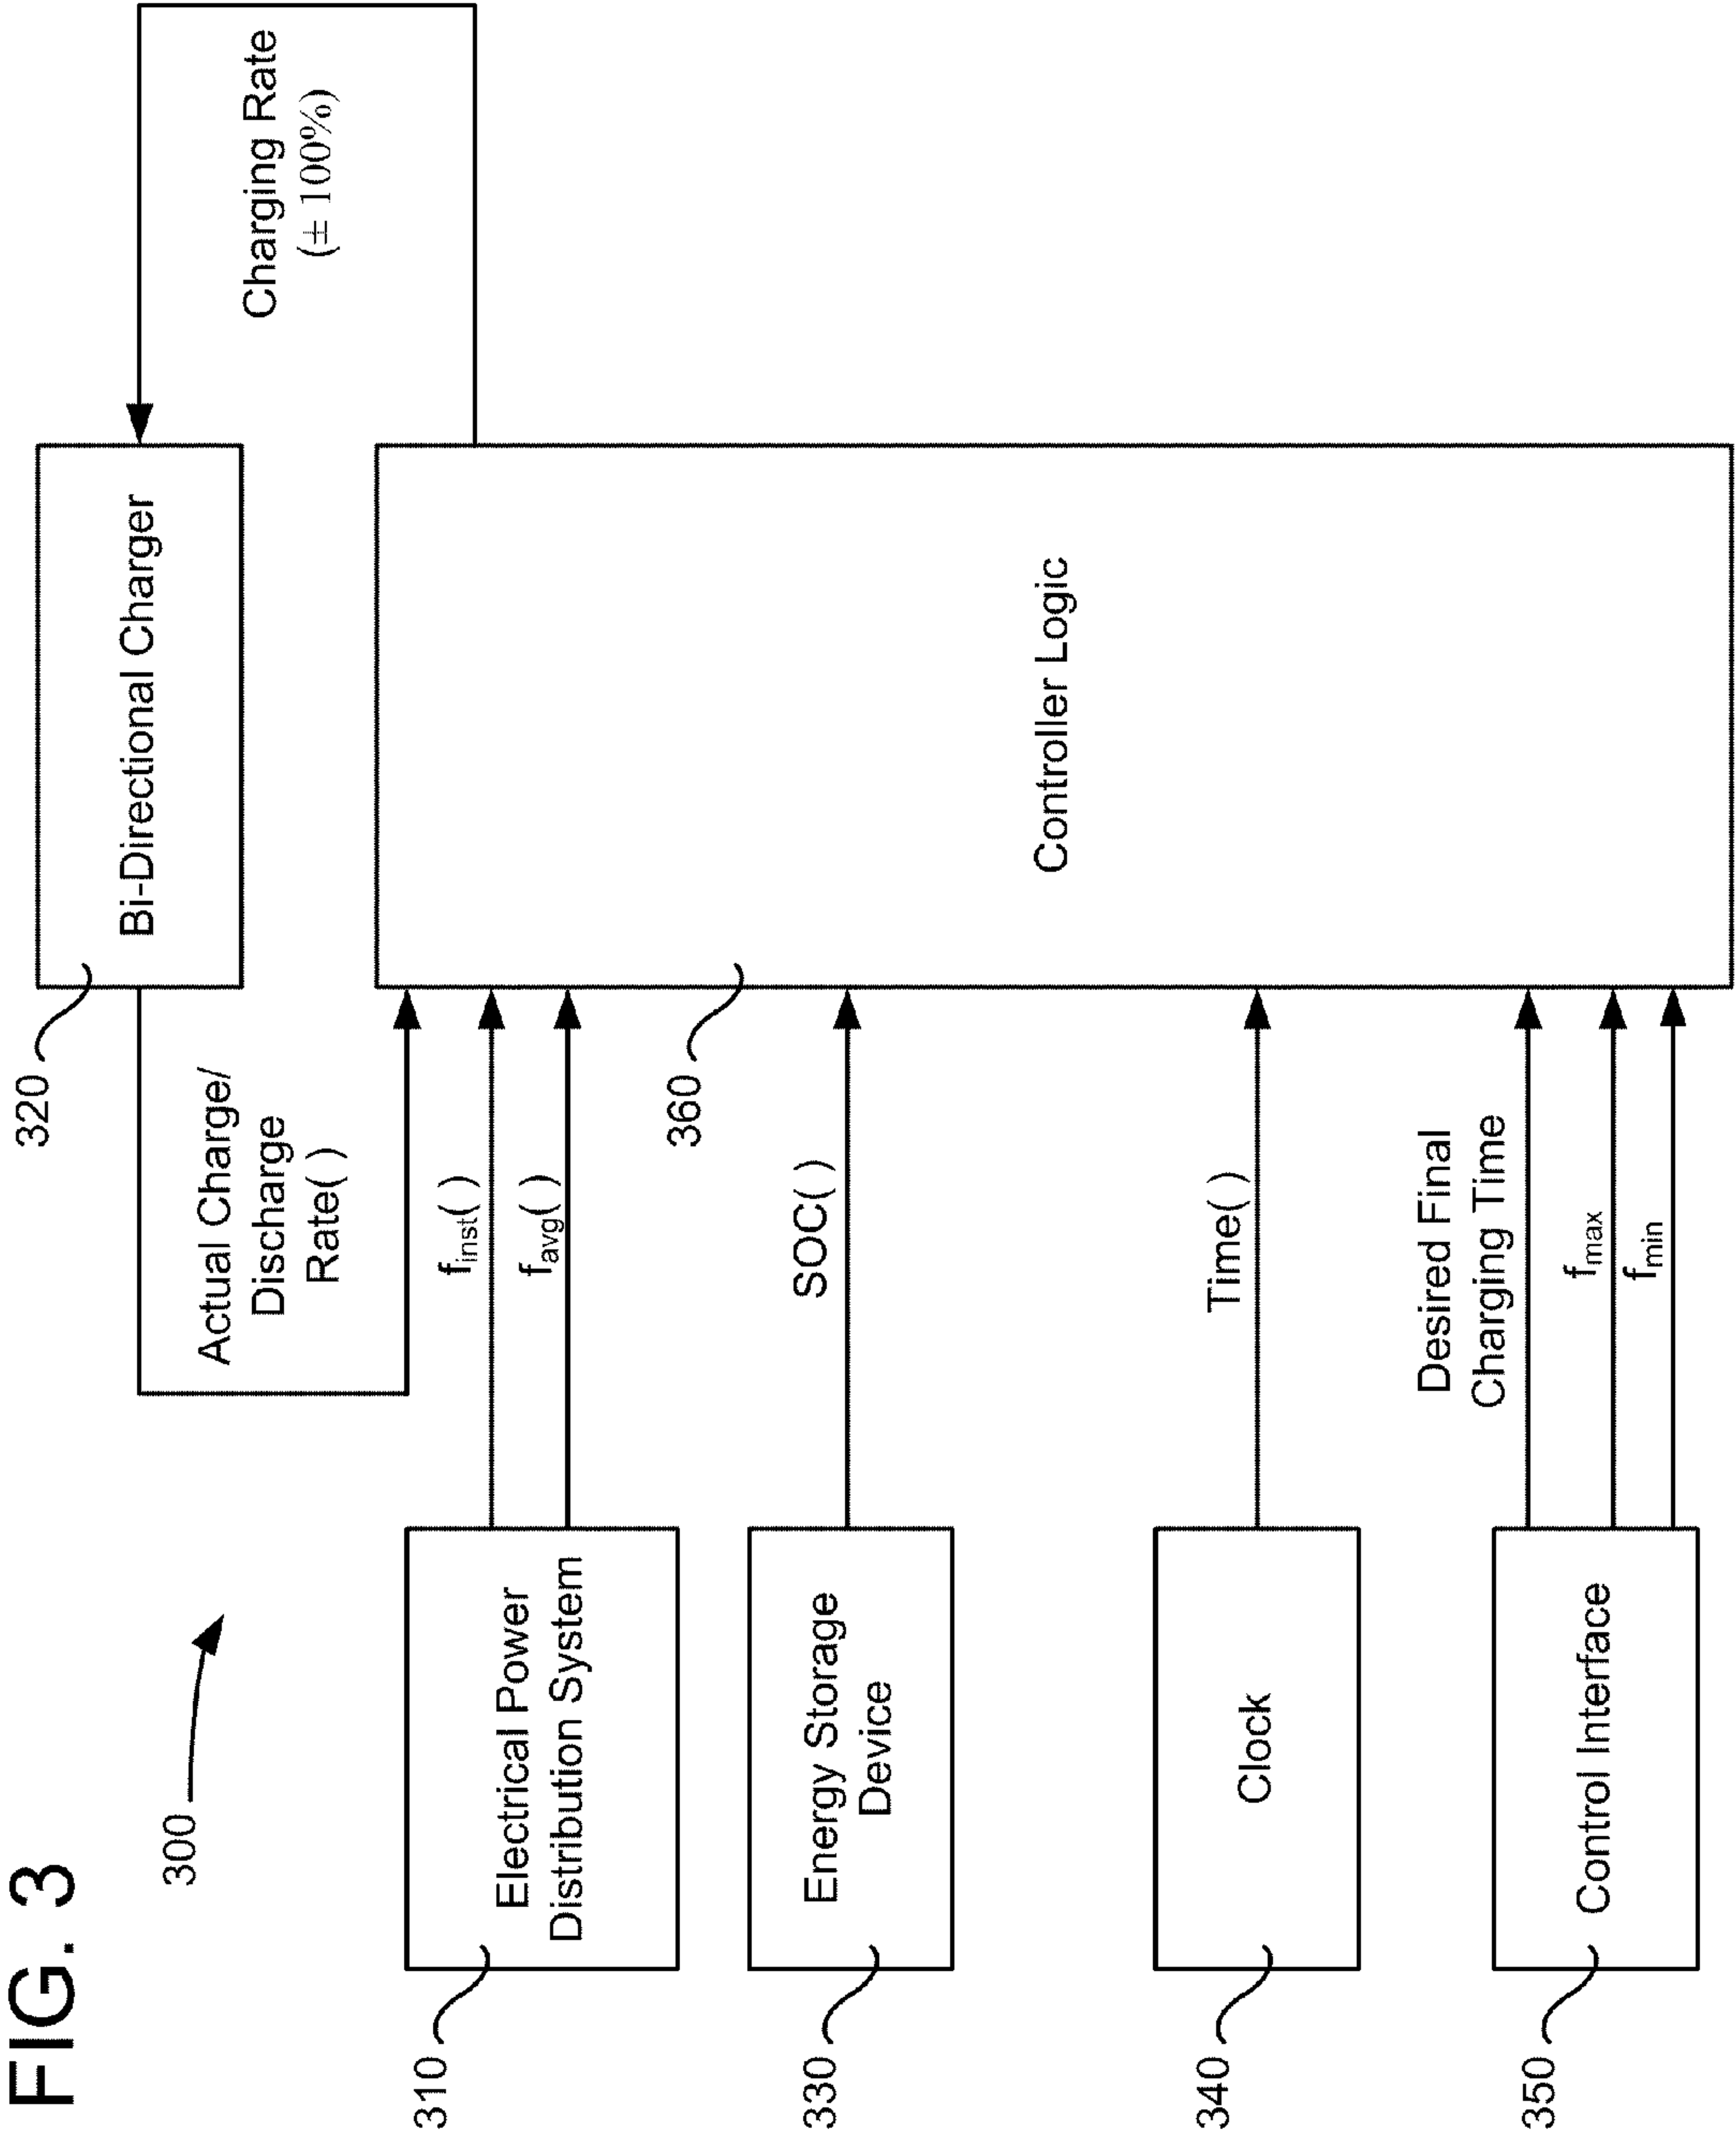 FIG. 3
300
320
Bi-Directional Charger
Charging Rate
(± 100%)
Actual Charge/
Discharge
Rate( )
310
Electrical Power
Distribution System
finst( )
favg( )
360
Controller Logic
330
Energy Storage
Device
SOC( )
340
Clock
Time( )
350
Control Interface
Desired Final
Charging Time
fmax
fmin